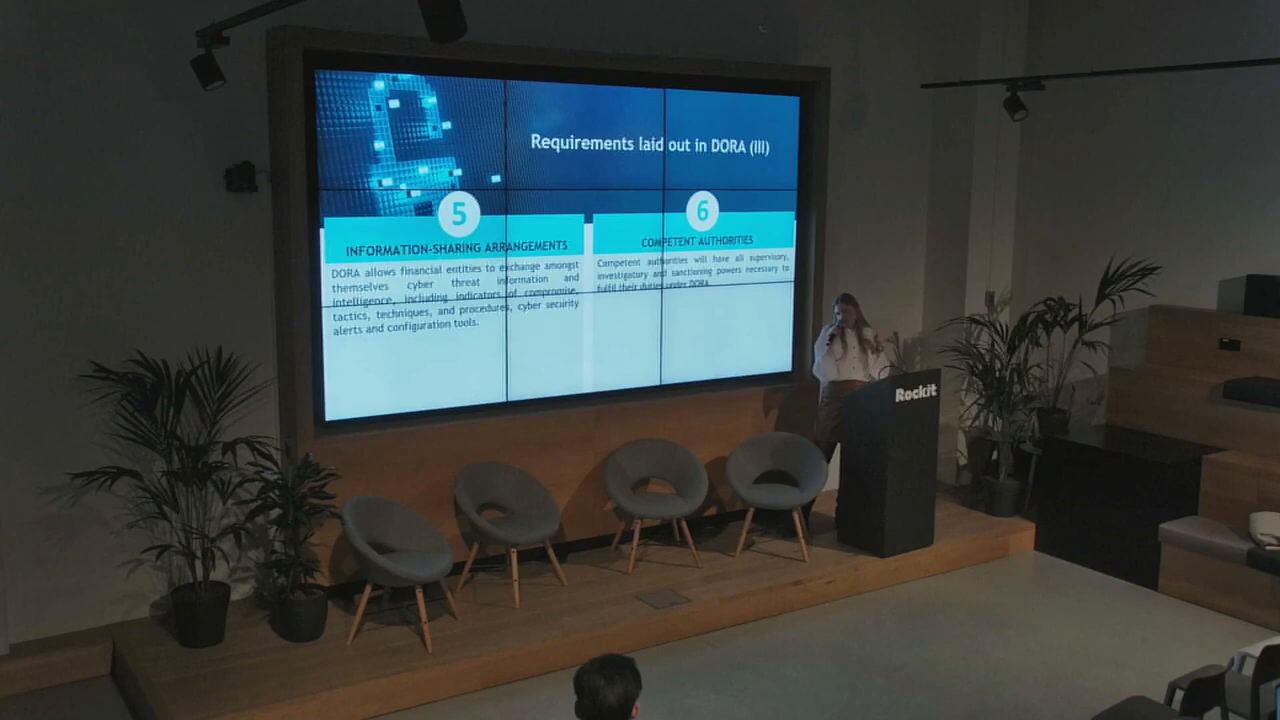 Requirements laid out in DORA (III)
5
INFORMATION-SHARING ARRANGEMENTS
DORA allows financial entities to exchange amongst
themselves cyber threat information and
intelligence, including indicators of compromise,
tactics, techniques, and procedures, cyber security
alerts and configuration tools.
6
COMPETENT AUTHORITIES
Competent authorities will have all supervisory,
investigatory and sanctioning powers necessary to
fulfil their duties under DORA.
Rockit